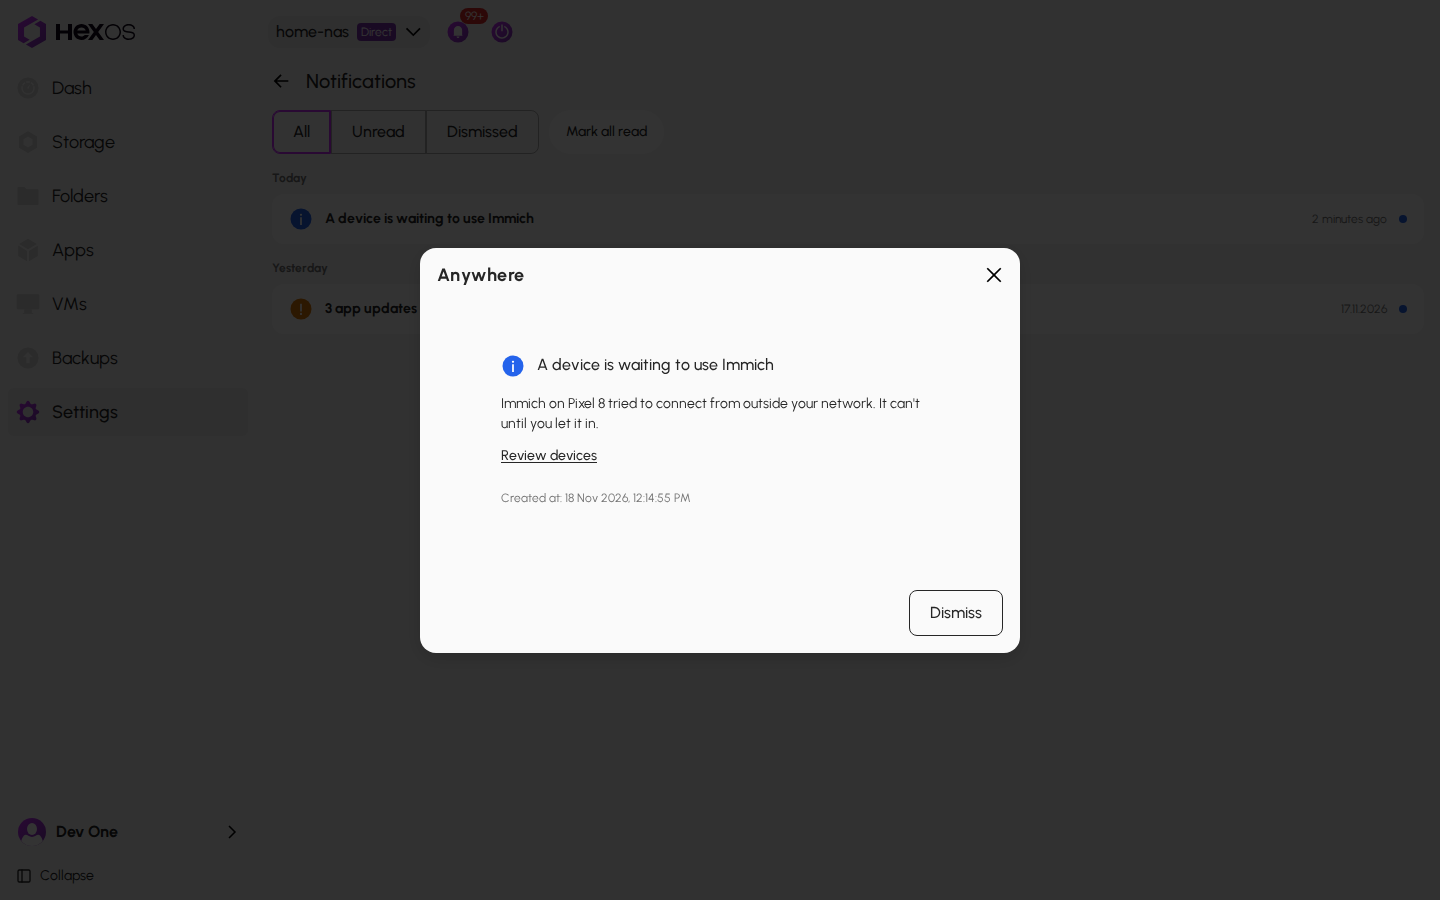 HEXOS
home-nas Direct
99+
Dash
Storage
Folders
Apps
VMs
Backups
Settings
Notifications
All Unread Dismissed Mark all read
Today
A device is waiting to use Immich 2 minutes ago
Yesterday
3 app updates 17.11.2026
Anywhere
A device is waiting to use Immich
Immich on Pixel 8 tried to connect from outside your network. It can't
until you let it in.
Review devices
Created at: 18 Nov 2026, 12:14:55 PM
Dismiss
Dev One
Collapse